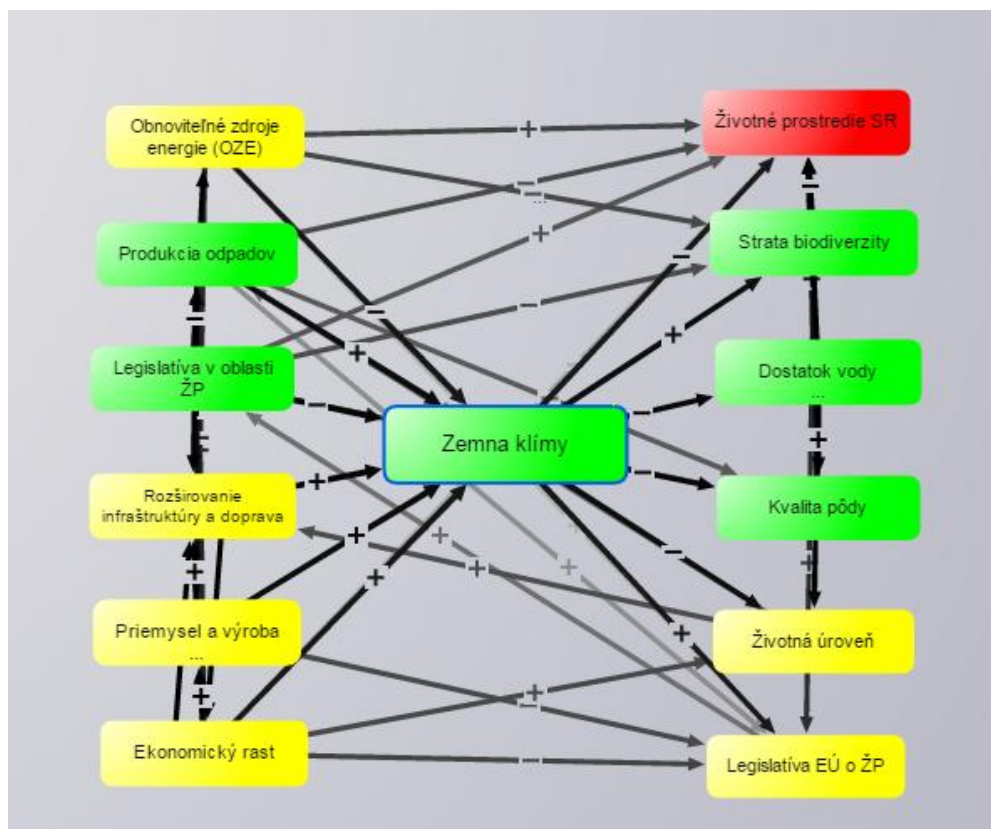 Obnoviteľné zdroje
energie (OZE)
Produkcia odpadov
Legislatíva v oblasti
ŽP
Rozširovanie
infraštruktúry a doprava
Priemysel a výroba
...
Ekonomický rast
Zemna klímy
Životné prostredie SR
Strata biodiverzity
Dostatok vody
...
Kvalita pôdy
Životná úroveň
Legislatíva EÚ o ŽP